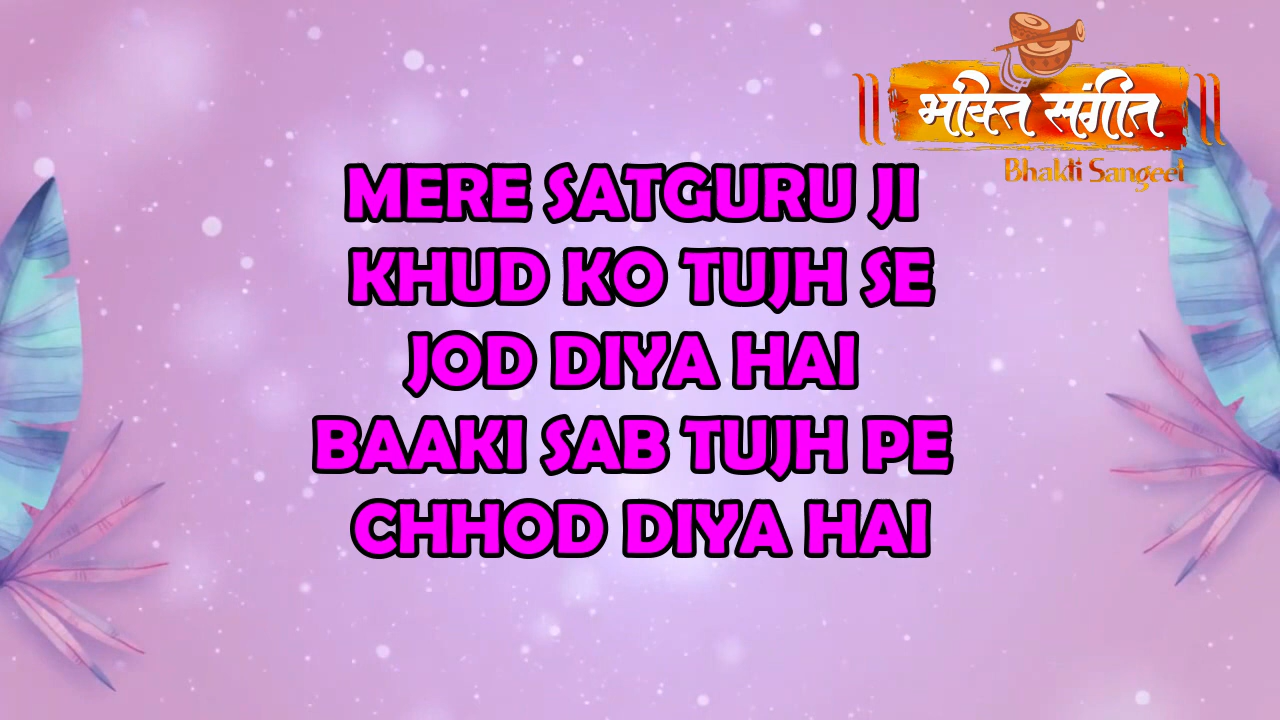 ॥ भक्ति संगीत ॥
Bhakti Sangeet
MERE SATGURU JI
KHUD KO TUJH SE
JOD DIYA HAI
BAAKI SAB TUJH PE
CHHOD DIYA HAI